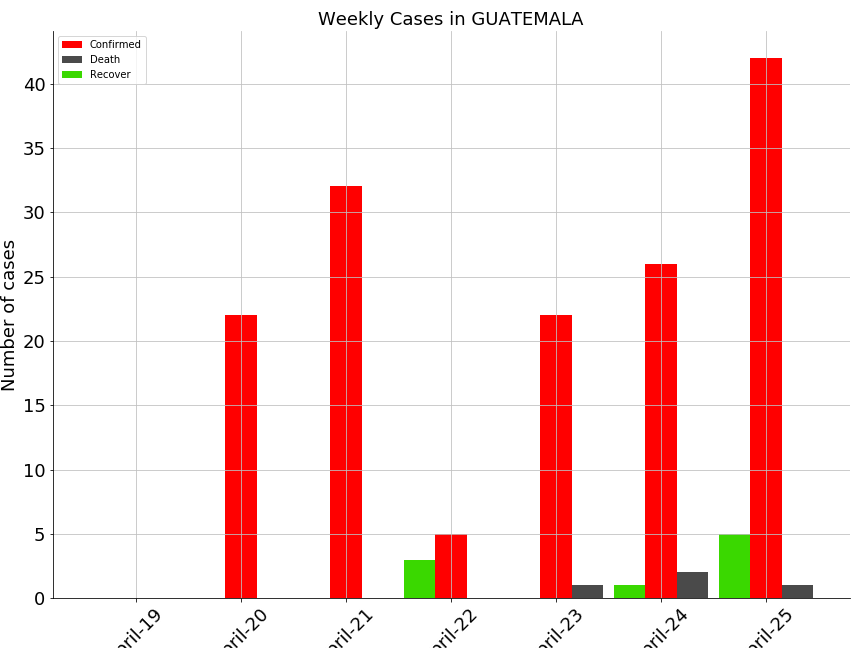 Weekly Cases in GUATEMALA
Confirmed
Death
Recover
Number of cases
40
35
30
25
20
15
10
5
0
pril-19
pril-20
pril-21
pril-22
pril-23
pril-24
pril-25